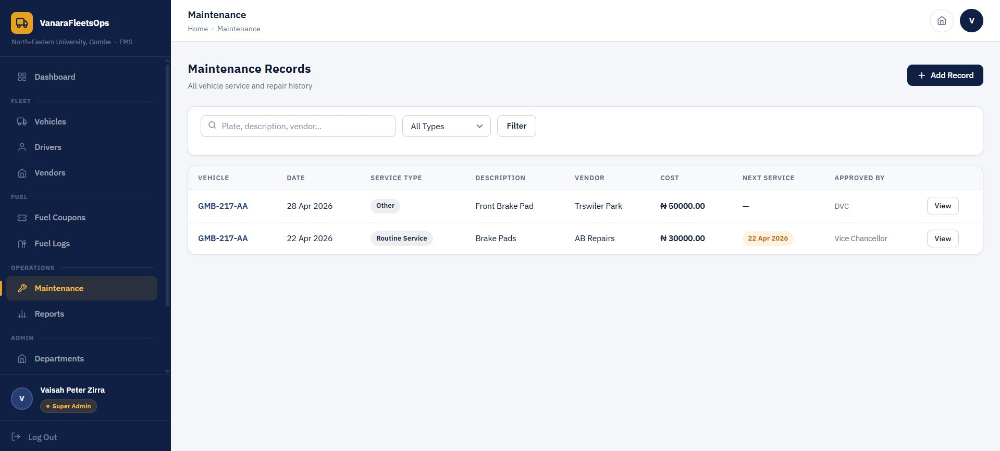 VanaraFleetsOps
North-Eastern University, Gombe · FMS
Dashboard
FLEET
Vehicles
Drivers
Vendors
FUEL
Fuel Coupons
Fuel Logs
OPERATIONS
Maintenance
Reports
ADMIN
Departments
V
Vaisah Peter Zirra
Super Admin
Log Out
Maintenance
Home › Maintenance
V
Maintenance Records
All vehicle service and repair history
+ Add Record
Plate, description, vendor...
All Types
Filter
VEHICLE DATE SERVICE TYPE DESCRIPTION VENDOR COST NEXT SERVICE APPROVED BY
GMB-217-AA 28 Apr 2026 Other Front Brake Pad Trswiler Park ₦ 50000.00 — DVC View
GMB-217-AA 22 Apr 2026 Routine Service Brake Pads AB Repairs ₦ 30000.00 22 Apr 2026 Vice Chancellor View